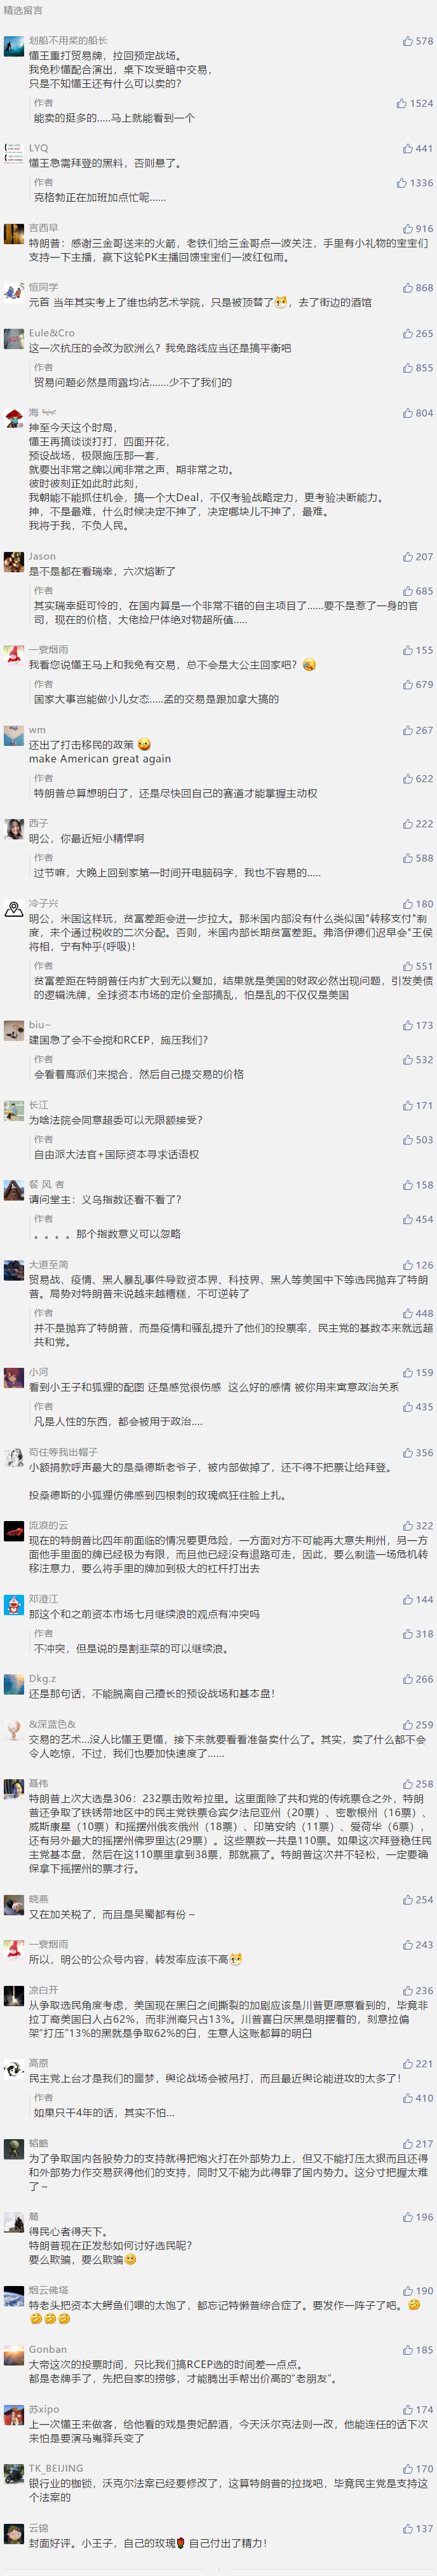 精选留言
划船不用桨的船长
578
懂王重打贸易牌，拉回预定战场。
我免秒懂配合演出，桌下攻受暗中交易，
只是不知懂王还有什么可以卖的？
作者
1524
能卖的挺多的.....马上就能看到一个
LYQ
441
懂王急需拜登的黑料，否则悬了。
作者
1336
克格勃正在加班加点忙呢......
言西早
916
特朗普：感谢三金哥送来的火箭，老铁们给三金哥点一波关注，手里有小礼物的宝宝们
支持一下主播，赢下这轮PK主播回馈宝宝们一波红包雨。
恒同学
868
元首 当年其实考上了维也纳艺术学院，只是被顶替了，去了街边的酒馆
Eule&Cro
265
这一次抗压的会改为欧洲么？我免路线应当还是搞平衡吧
作者
855
贸易问题必然是雨露均沾.......少不了我们的
海
804
抻至今天这个时局，
懂王再搞谈谈打打，四面开花，
预设战场，极限施压那一套，
就要出非常之牌以闻非常之声、期非常之功。
彼时彼刻正如此时此刻，
我朝能不能抓住机会，搞一个大Deal，不仅考验战略定力，更考验决断能力。
抻，不是最难，什么时候决定不抻了，决定哪块儿不抻了，最难。
我将于我，不负人民。
Jason
207
是不是都在看瑞幸，六次熔断了
作者
685
其实瑞幸挺可怜的，在国内算是一个非常不错的自主项目了......要不是惹了一身的官
司，现在的价格，大佬捡尸体绝对物超所值.....
一壹烟雨
155
我看您说懂王马上和我免有交易，总不会是大公主回家吧？
作者
679
国家大事岂能做小儿女态.....孟的交易是跟加拿大搞的
wm
267
还出了打击移民的政策
make American great again
作者
622
特朗普总算想明白了，还是尽快回自己的赛道才能掌握主动权
西子
222
明公，你最近短小精悍啊
作者
588
过节嘛，大晚上回到家第一时间开电脑码字，我也不容易的.....
冷子兴
180
明公，米国这样玩，贫富差距会进一步拉大。那米国内部没有什么类似国"转移支付"制
度，来个通过税收的二次分配。否则，米国内部长期贫富差距。弗洛伊德们迟早会"王侯
将相，宁有种乎(呼吸)！
作者
551
贫富差距在特朗普任内扩大到无以复加，结果就是美国的财政必然出现问题，引发美债
的逻辑洗牌，全球资本市场的定价全部搞乱，怕是乱的不仅仅是美国
biu~
173
建国急了会不会搅和RCEP，施压我们？
作者
532
会看着鹰派们来搅合，然后自己提交易的价格
长江
171
为啥法院会同意超委可以无限额接受？
作者
503
自由派大法官+国际资本寻求话语权
餐 风 者
158
请问堂主：义乌指数还看不看了？
作者
454
。。。。那个指数意义可以忽略
大道至简
126
贸易战、疫情、黑人暴乱事件导致资本界、科技界、黑人等美国中下等选民抛弃了特朗
普。局势对特朗普来说越来越糟糕，不可逆转了
作者
448
并不是抛弃了特朗普，而是疫情和骚乱提升了他们的投票率，民主党的基数本来就远超
共和党。
小河
159
看到小王子和狐狸的配图 还是感觉很伤感 这么好的感情 被你用来寓意政治关系
作者
435
凡是人性的东西，都会被用于政治....
苟住等我出帽子
356
小额捐款呼声最大的是桑德斯老爷子，被内部做掉了，还不得不把票让给拜登。
投桑德斯的小狐狸仿佛感到四根刺的玫瑰疯狂往脸上扎。
流浪的云
322
现在的特朗普比四年前面临的情况要更危险，一方面对方不可能再大意失荆州，另一方
面他手里面的牌已经极为有限，而且他已经没有退路可走，因此，要么制造一场危机转
移注意力，要么将手里的牌加到极大的杠杆打出去
邓澄江
144
那这个和之前资本市场七月继续浪的观点有冲突吗
作者
318
不冲突，但是说的是割韭菜的可以继续浪。
Dkg.z
266
还是那句话，不能脱离自己擅长的预设战场和基本盘！
&深蓝色&
259
交易的艺术...没人比懂王更懂，接下来就要看看准备卖什么了。其实，卖了什么都不会
令人吃惊，不过，我们也要加快速度了......
聂伟
258
特朗普上次大选是306：232票击败希拉里。这里面除了共和党的传统票仓之外，特朗
普还争取了铁锈带地区中的民主党铁票仓宾夕法尼亚州（20票）、密歇根州（16票）、
威斯康星（10票）和摇摆州俄亥俄州（18票）、印第安纳（11票）、爱荷华（6票），
还有另外最大的摇摆州佛罗里达(29票）。这些票数一共是110票。如果这次拜登稳住民
主党基本盘，然后在这110票里拿到38票，那就赢了。特朗普这次并不轻松，一定要确
保拿下摇摆州的票才行。
晓燕
254
又在加关税了，而且是吴蜀都有份～
一壹烟雨
243
所以，明公的公众号内容，转发率应该不高
凉白开
236
从争取选民角度考虑，美国现在黑白之间撕裂的加剧应该是川普更愿意看到的，毕竟非
拉丁裔美国白人占62%，而非洲裔只占13%。川普喜白厌黑是明摆着的，刻意拉偏
架"打压"13%的黑就是争取62%的白，生意人这账都算的明白
高原
221
民主党上台才是我们的噩梦，舆论战场会被吊打，而且最近舆论能进攻的太多了！
作者
410
如果只干4年的话，其实不怕...
韬略
217
为了争取国内各股势力的支持就得把炮火打在外部势力上，但又不能打压太狠而且还得
和外部势力作交易获得他们的支持，同时又不能为此得罪了国内势力。这分寸把握太难
了～
瀚
196
得民心者得天下。
特朗普现在正发愁如何讨好选民呢？
要么欺骗，要么欺骗
烟云佛塔
190
特老头把资本大鳄鱼们喂的太饱了，都忘记特懒普综合症了。要发作一阵子了吧。
Gonban
185
大帝这次的投票时间，只比我们搞RCEP选的时间差一点点。
都是老牌手了，先把自家的捞够，才能腾出手帮出价高的"老朋友"。
苏xipo
174
上一次懂王来做客，给他看的戏是贵妃醉酒，今天沃尔克法则一改，他能连任的话下次
来怕是要演马嵬驿兵变了
TK_BEIJING
170
银行业的枷锁，沃克尔法案已经要修改了，这算特朗普的拉拢吧，毕竟民主党是支持这
个法案的
云锦
137
封面好评。小王子，自己的玫瑰 自己付出了精力！